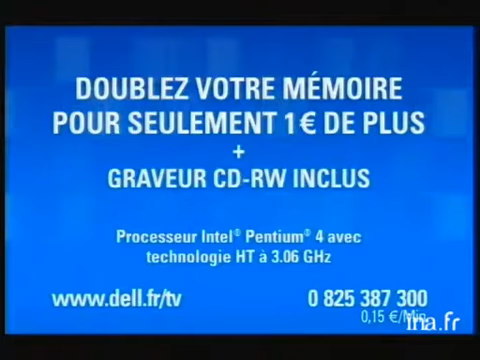 DOUBLEZ VOTRE MÉMOIRE
POUR SEULEMENT 1€ DE PLUS
+
GRAVEUR CD-RW INCLUS
Processeur Intel® Pentium® 4 avec
technologie HT à 3.06 GHz
www.dell.fr/tv 0 825 387 300
0,15 €/Min
ina.fr